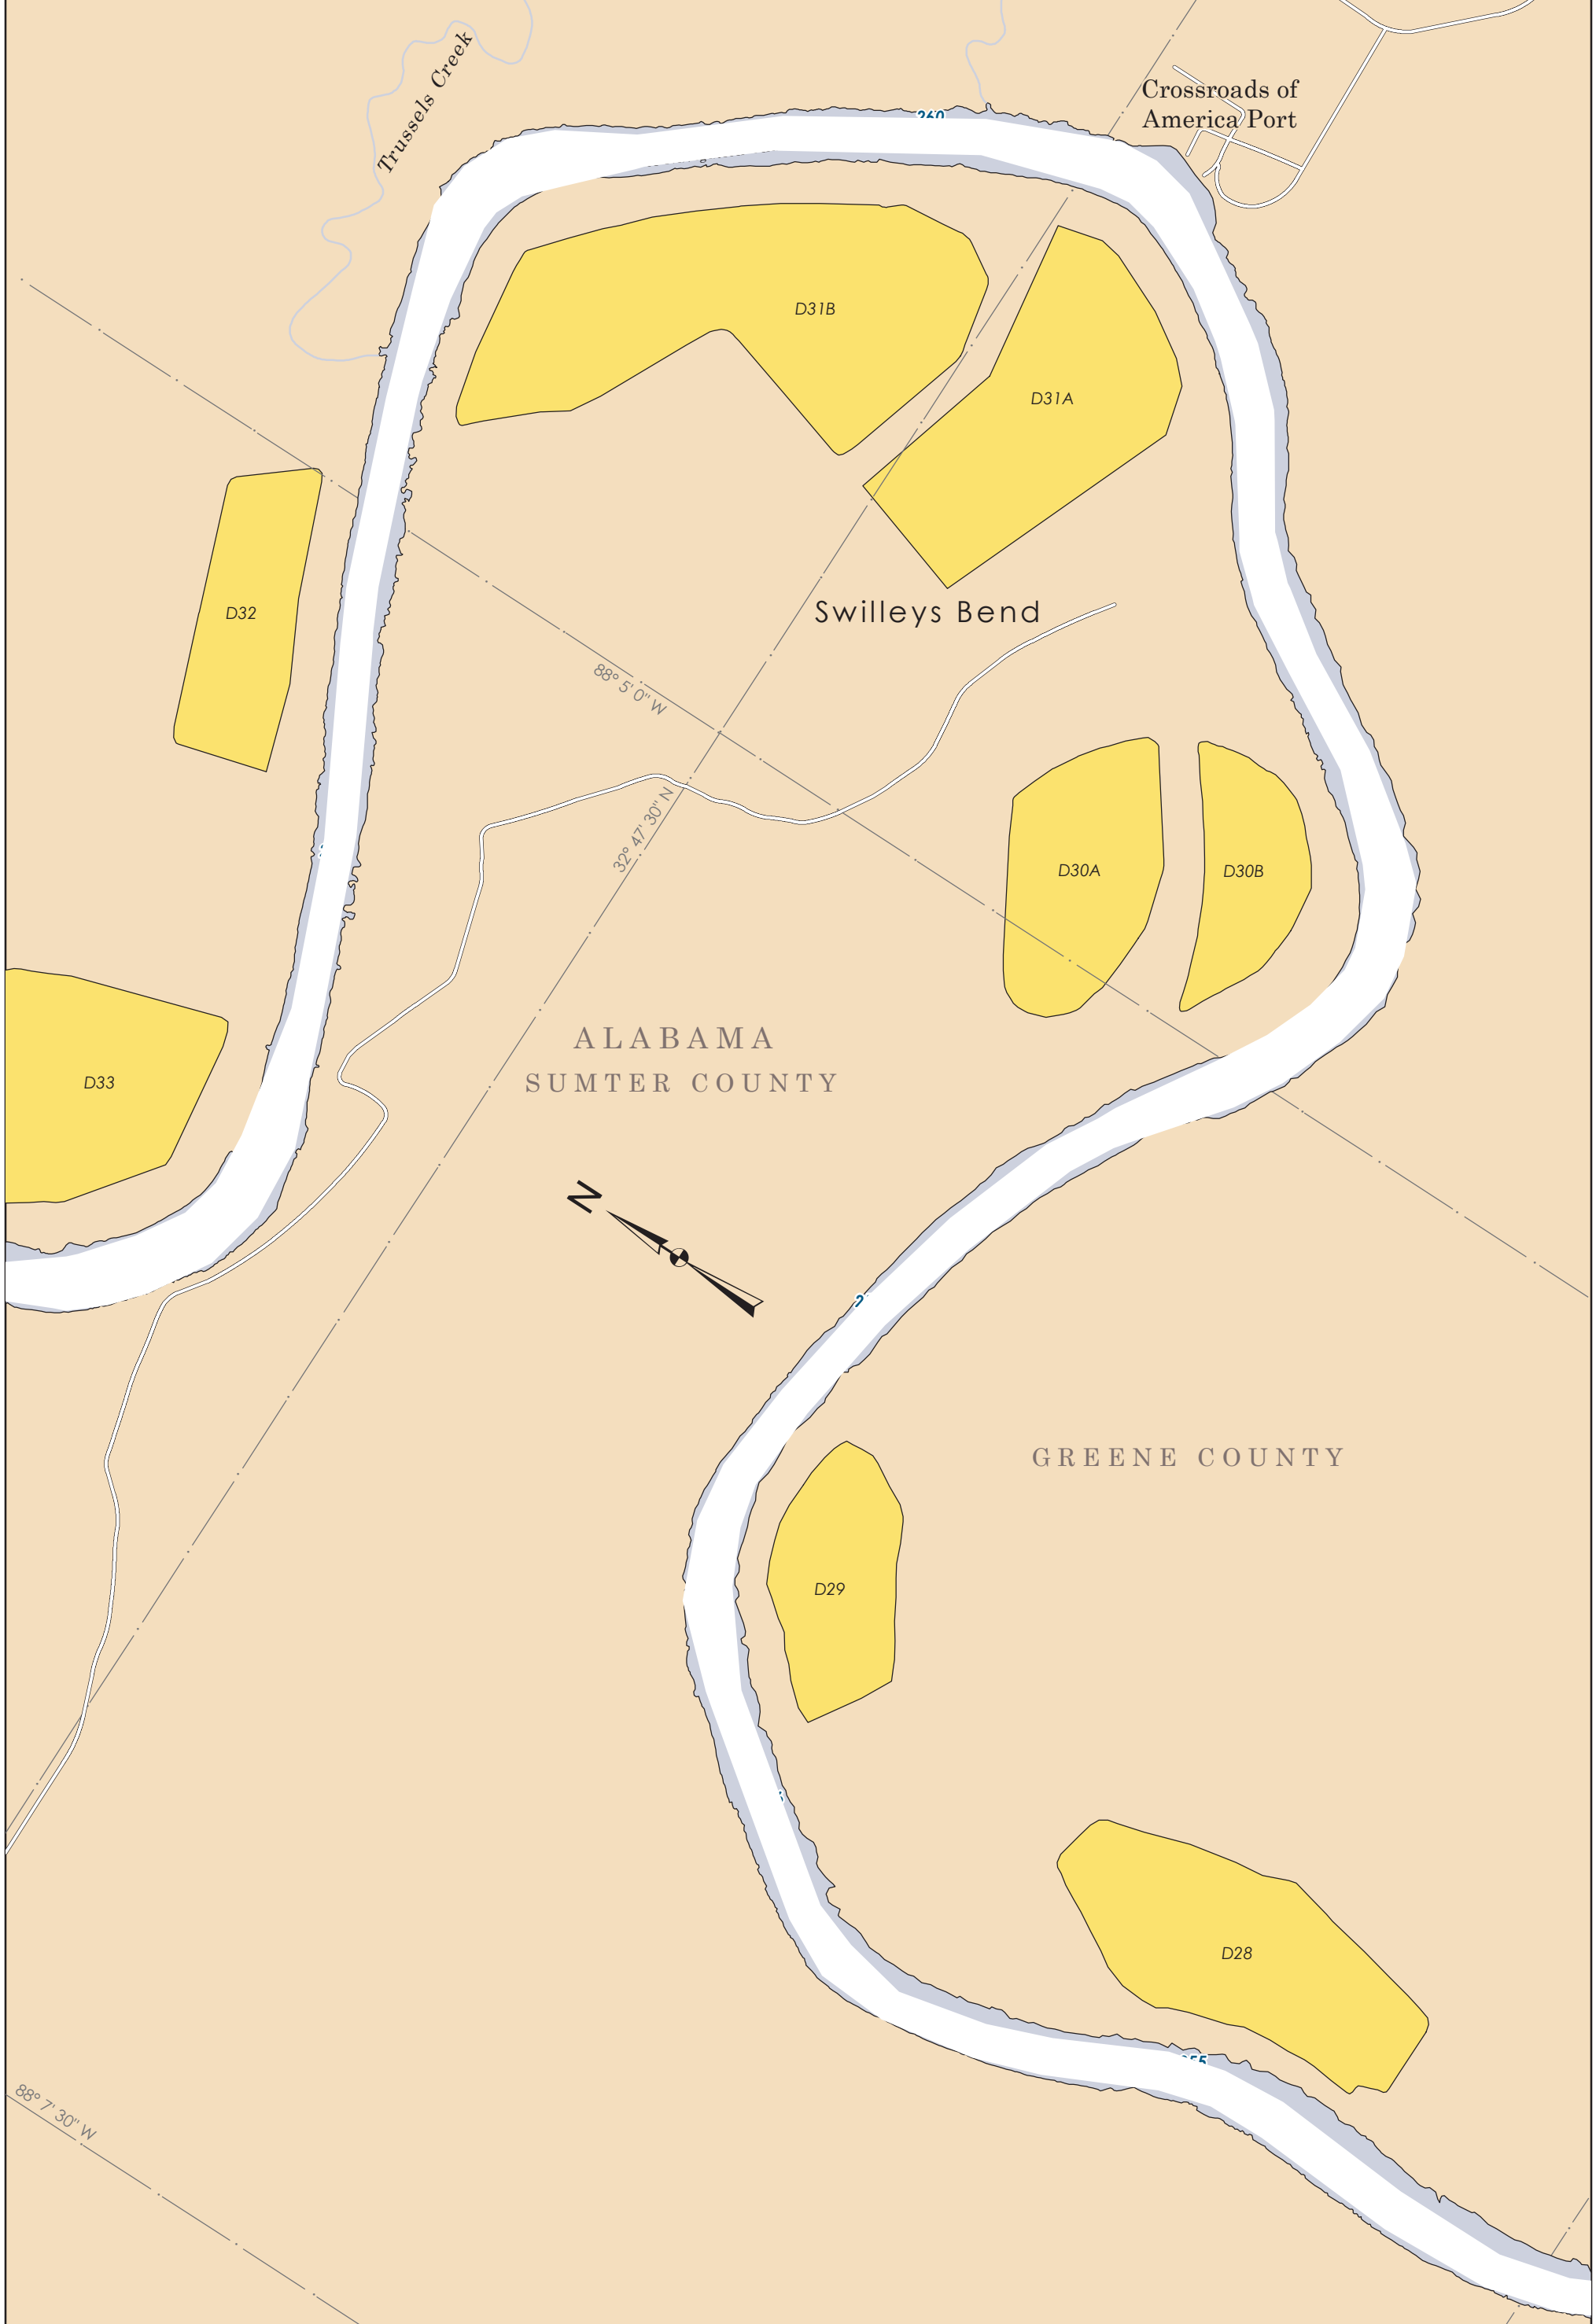 Trussels Creek
260
Crossroads of
America Port
D31B
D31A
D32
Swilleys Bend
88° 5' 0" W
32° 47' 30" N
D30A
D30B
D33
ALABAMA
SUMTER COUNTY
N
GREENE COUNTY
D29
D28
88° 7' 30" W